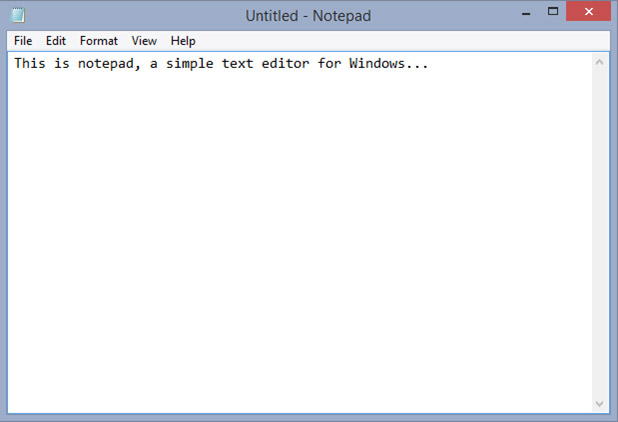 Untitled - Notepad
File Edit Format View Help
This is notepad, a simple text editor for Windows...